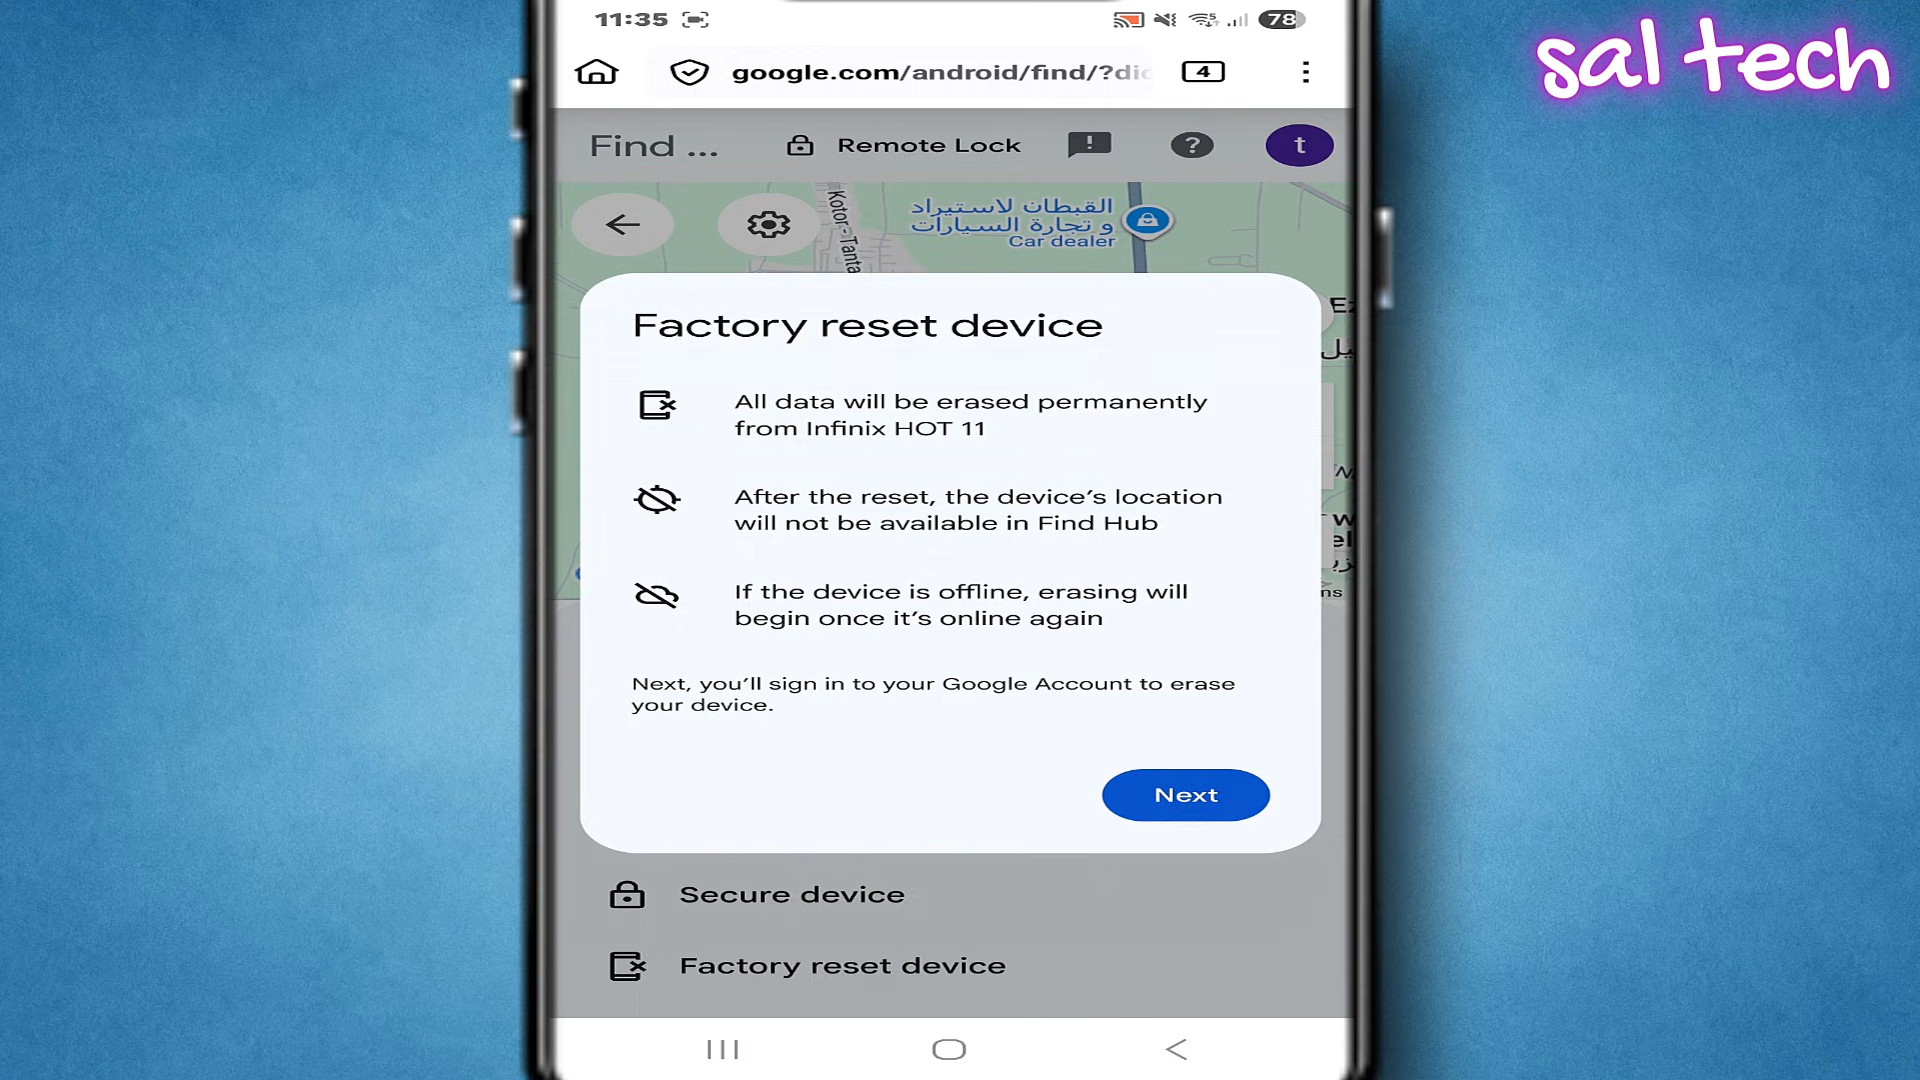 sal tech
11:35
78
google.com/android/find/?dic
4
Find ...
Remote Lock
?
t
Kotor - Tanta
القبطان لاستيراد
و تجارة السيارات
Car dealer
Factory reset device
All data will be erased permanently
from Infinix HOT 11
After the reset, the device's location
will not be available in Find Hub
If the device is offline, erasing will
begin once it's online again
Next, you'll sign in to your Google Account to erase
your device.
Next
Secure device
Factory reset device